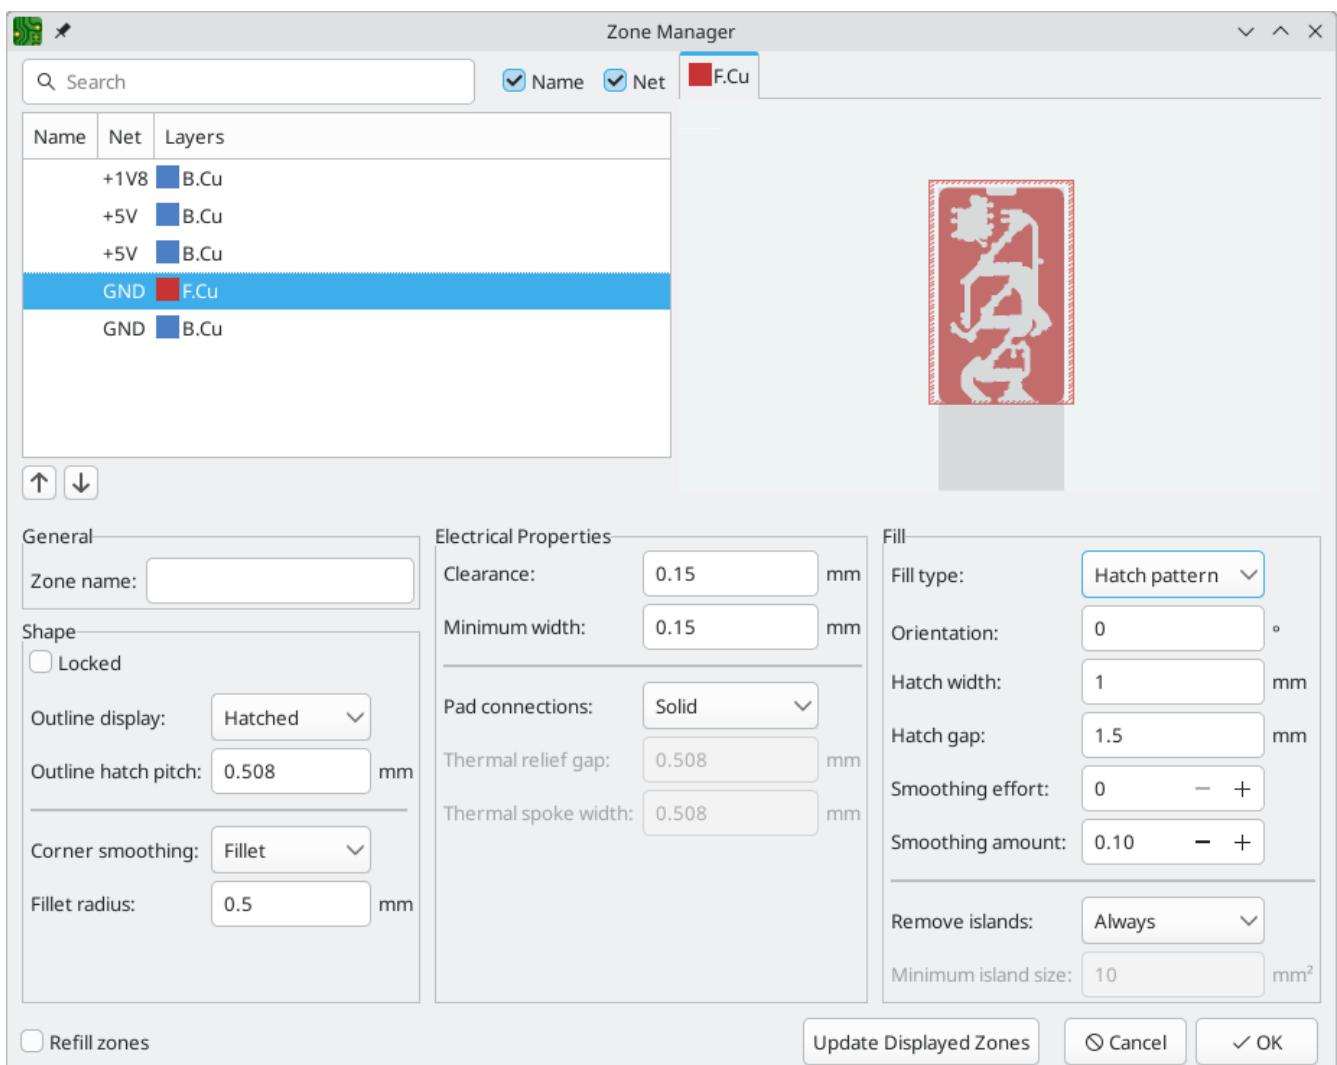 Zone Manager
Search
Name
Net
F.Cu
Name Net Layers
+1V8 B.Cu
+5V B.Cu
+5V B.Cu
GND F.Cu
GND B.Cu
General
Zone name:
Shape
Locked
Outline display: Hatched
Outline hatch pitch: 0.508 mm
Corner smoothing: Fillet
Fillet radius: 0.5 mm
Electrical Properties
Clearance: 0.15 mm
Minimum width: 0.15 mm
Pad connections: Solid
Thermal relief gap: 0.508 mm
Thermal spoke width: 0.508 mm
Fill
Fill type: Hatch pattern
Orientation: 0 °
Hatch width: 1 mm
Hatch gap: 1.5 mm
Smoothing effort: 0 − +
Smoothing amount: 0.10 − +
Remove islands: Always
Minimum island size: 10 mm²
Refill zones
Update Displayed Zones
Cancel
OK